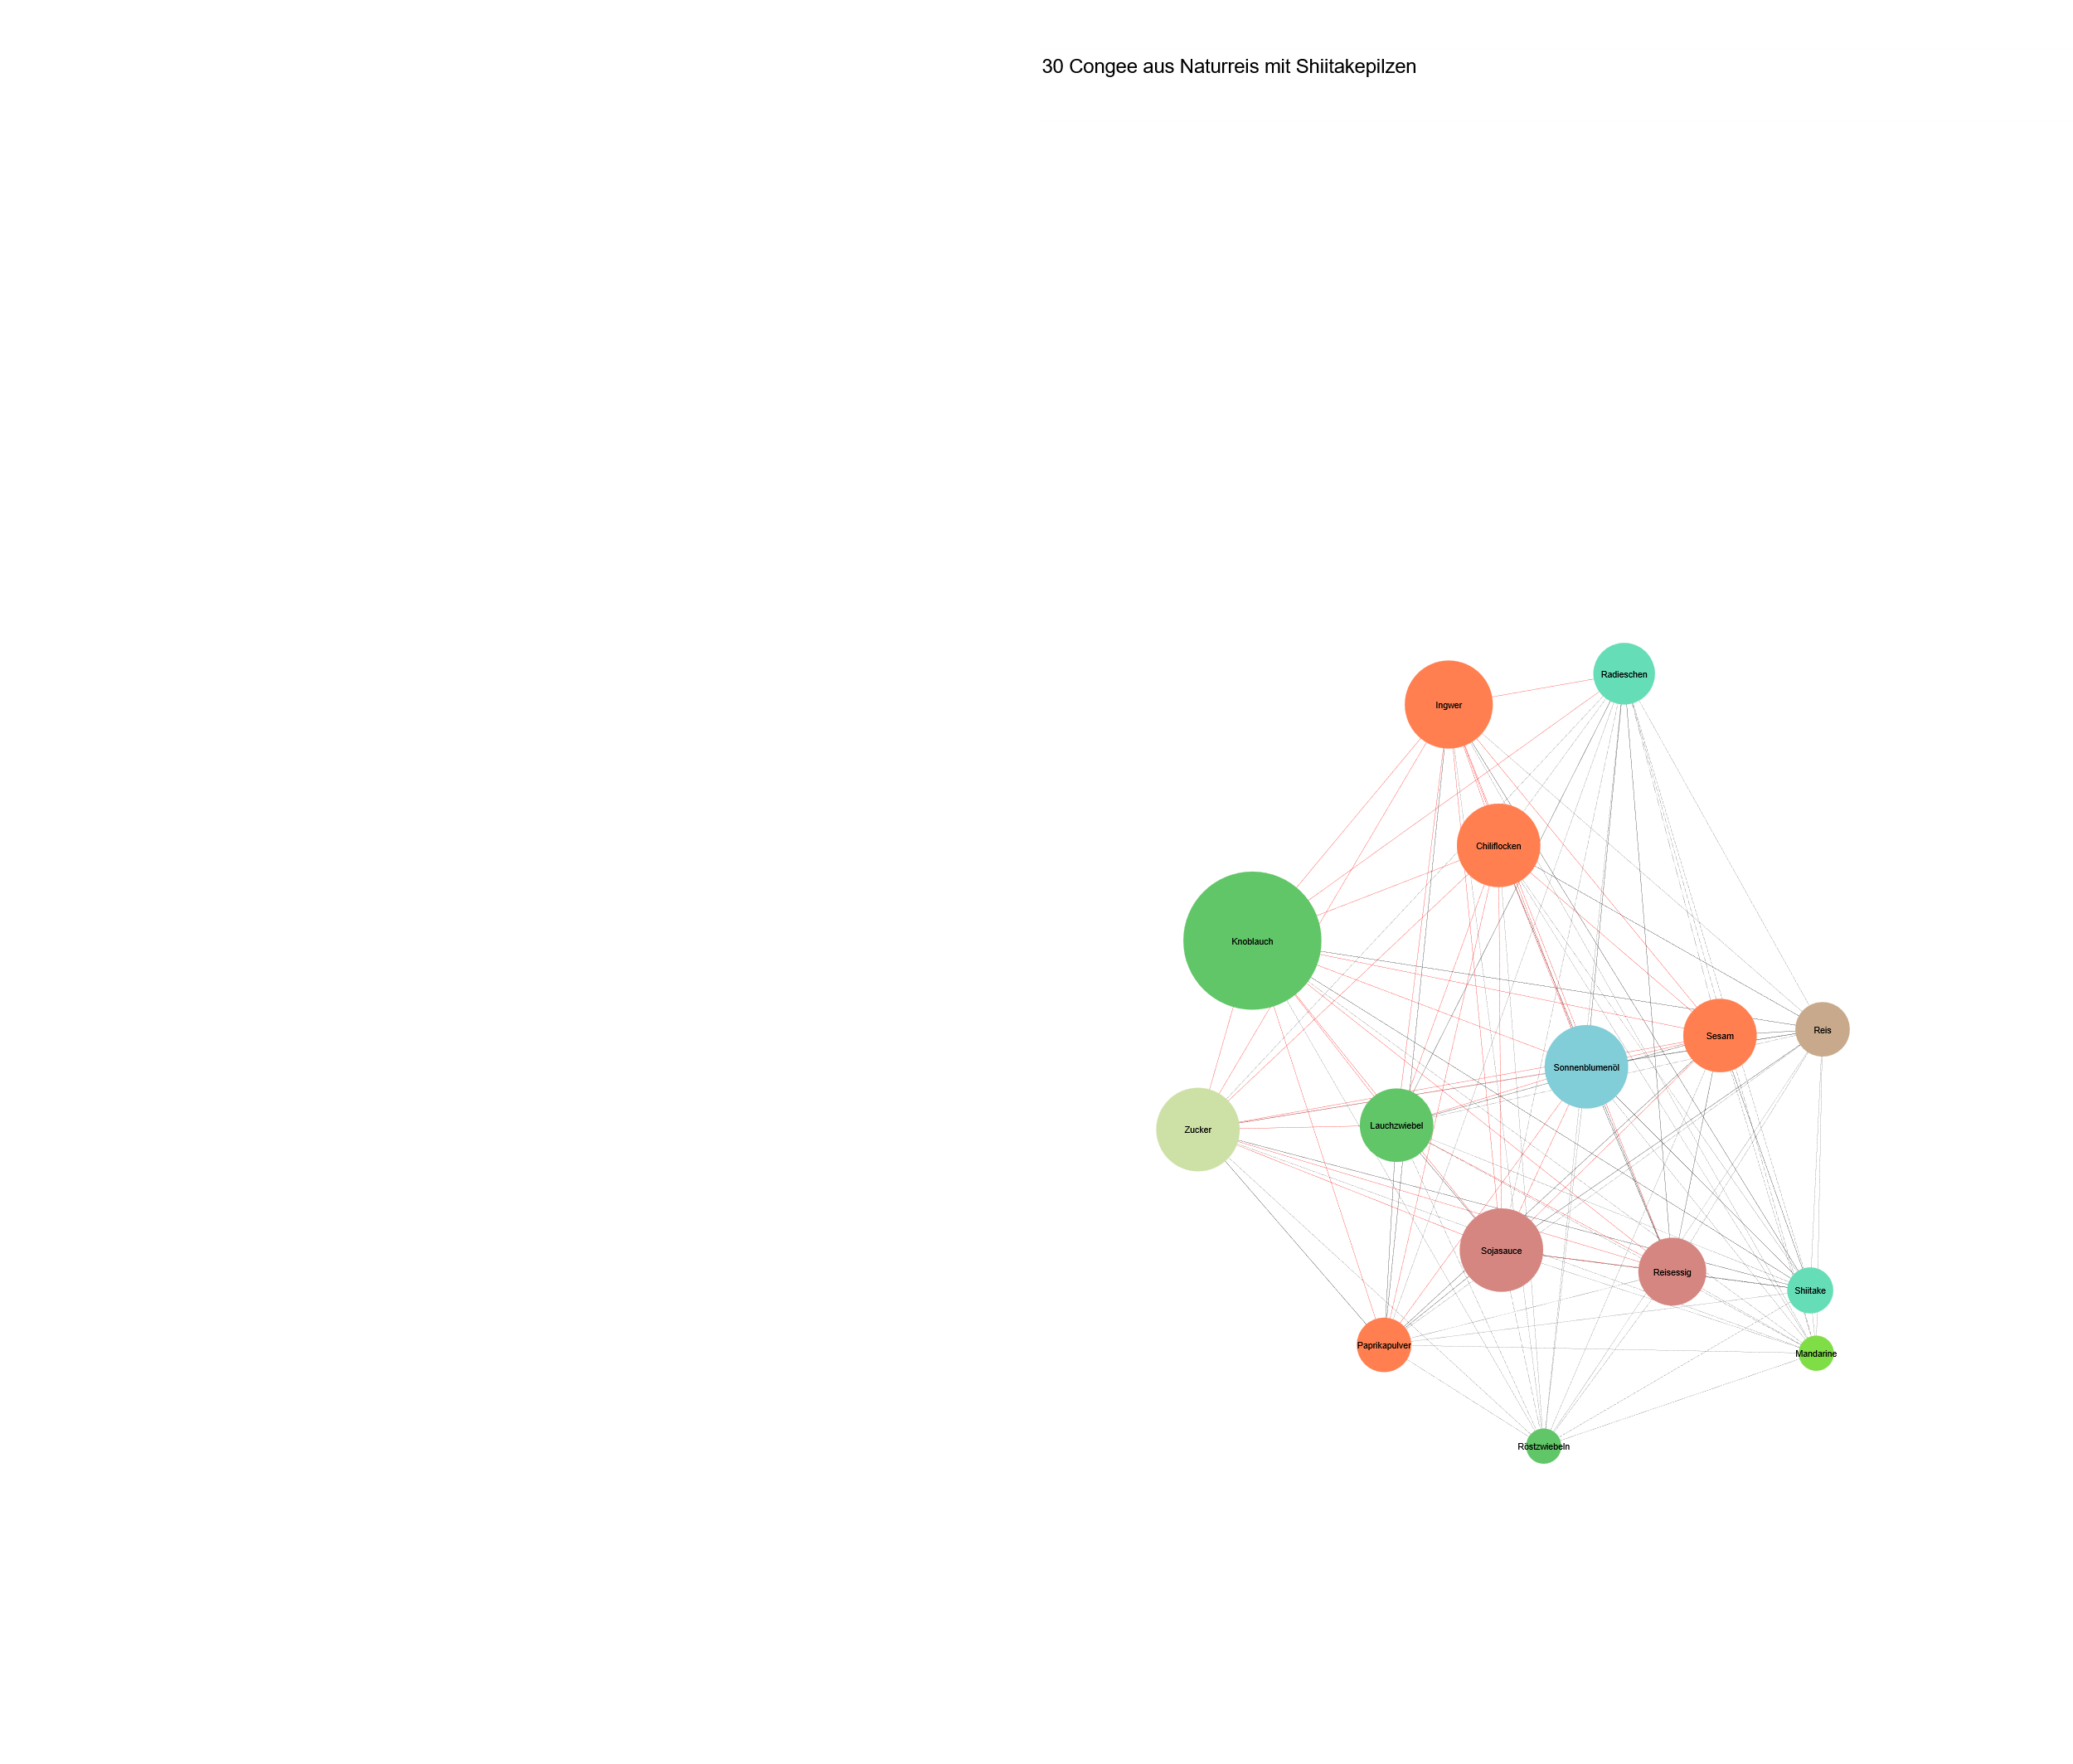 30 Congee aus Naturreis mit Shiitakepilzen
Radieschen
Ingwer
Chiliflocken
Knoblauch
Reis
Sesam
Sonnenblumenöl
Lauchzwiebel
Zucker
Sojasauce
Reisessig
Shiitake
Paprikapulver
Mandarine
Röstzwiebeln